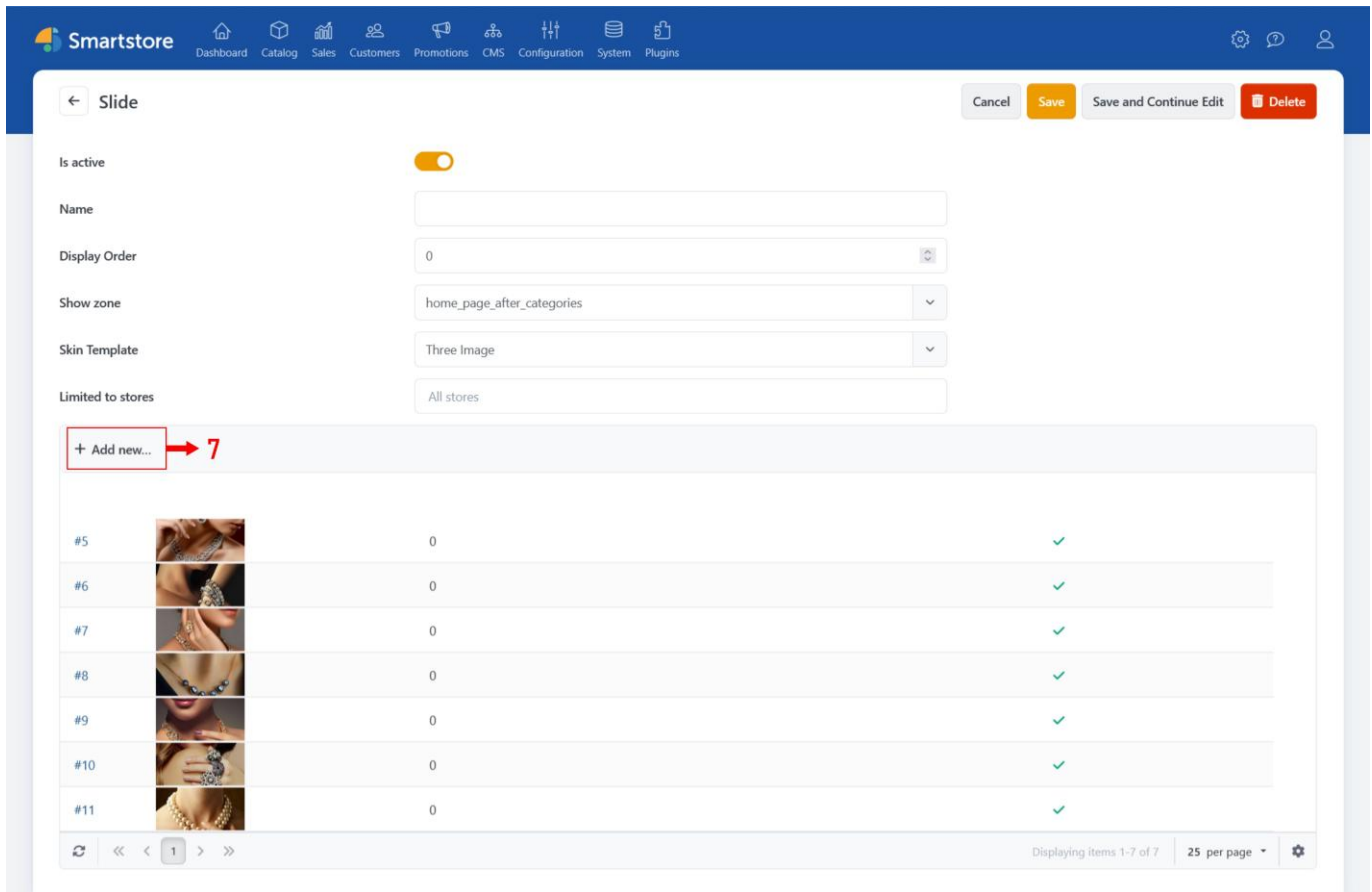 Smartstore
Dashboard Catalog Sales Customers Promotions CMS Configuration System Plugins
Slide
Cancel Save Save and Continue Edit Delete
Is active
Name
Display Order 0
Show zone home_page_after_categories
Skin Template Three Image
Limited to stores All stores
+ Add new... 7
#5 0
#6 0
#7 0
#8 0
#9 0
#10 0
#11 0
1 Displaying items 1-7 of 7 25 per page